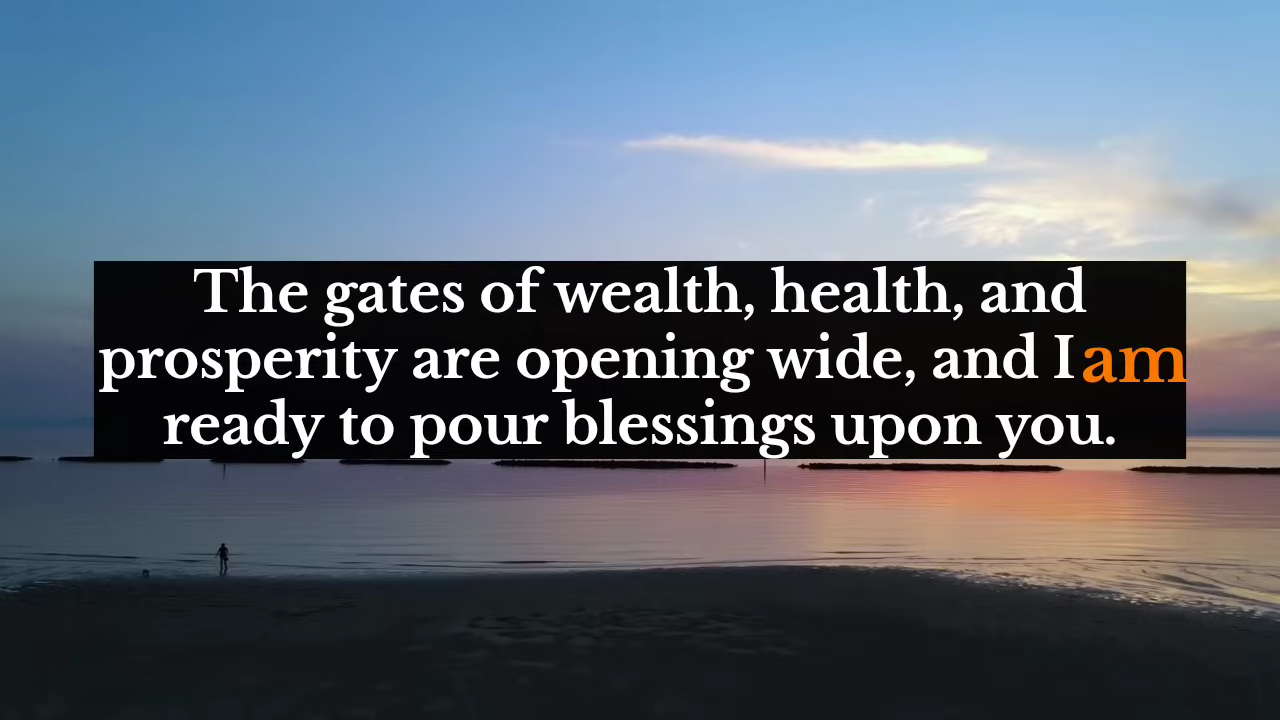 The gates of wealth, health, and
prosperity are opening wide, and I am
ready to pour blessings upon you.